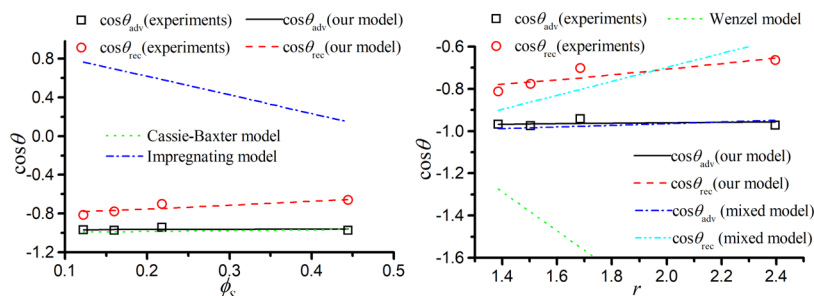 cosθadv(experiments) cosθadv(our model)
cosθrec(experiments) cosθrec(our model)
0.8
0.4
0.0
-0.4
-0.8
-1.2
cosθ
Cassie-Baxter model
Impregnating model
0.1 0.2 0.3 0.4 0.5
ϕs
cosθadv(experiments) Wenzel model
cosθrec(experiments)
-0.6
-0.8
-1.0
-1.2
-1.4
-1.6
cosθ
cosθadv(our model)
cosθrec(our model)
cosθadv (mixed model)
cosθrec (mixed model)
1.4 1.6 1.8 2.0 2.2 2.4
r